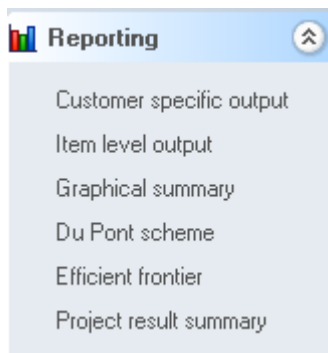 Reporting
Customer specific output
Item level output
Graphical summary
Du Pont scheme
Efficient frontier
Project result summary